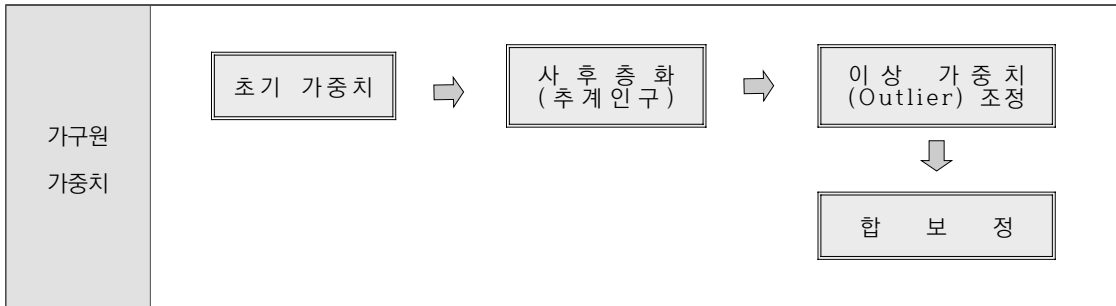 가구원
가중치
초기 가중치
사후층화
(추계인구)
이상 가중치
(Outlier) 조정
합 보 정